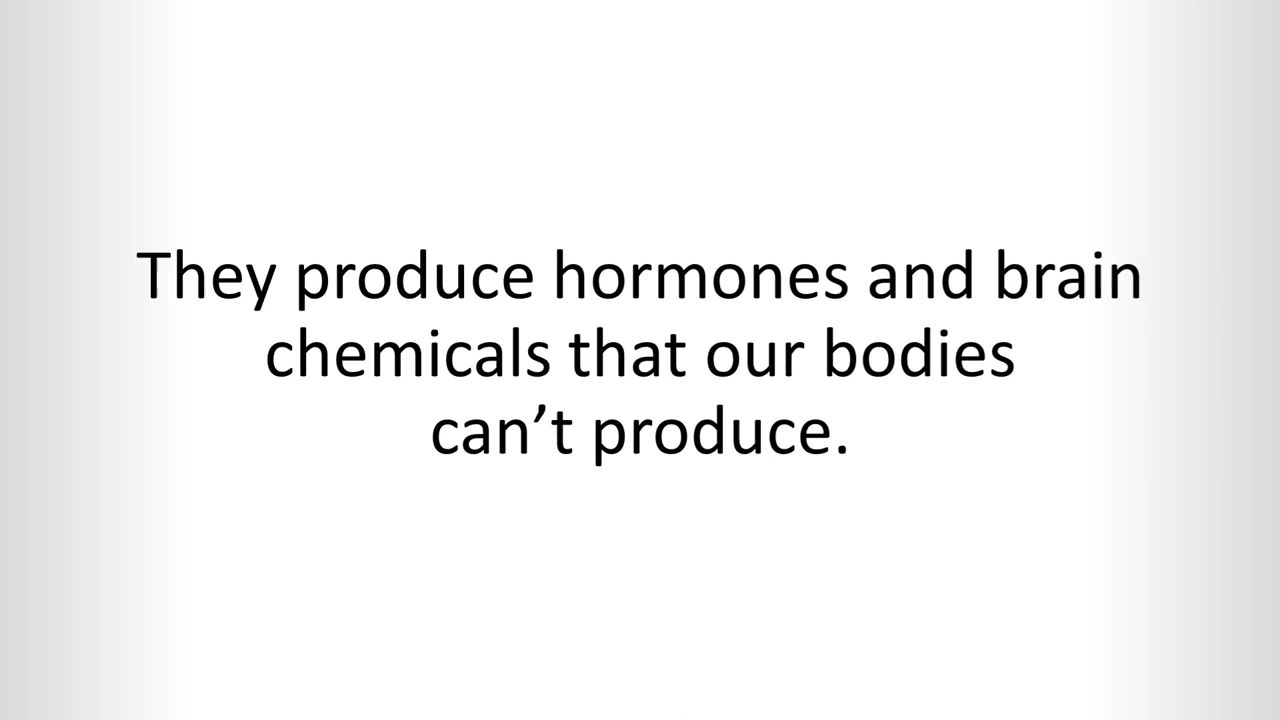 They produce hormones and brain
chemicals that our bodies
can’t produce.